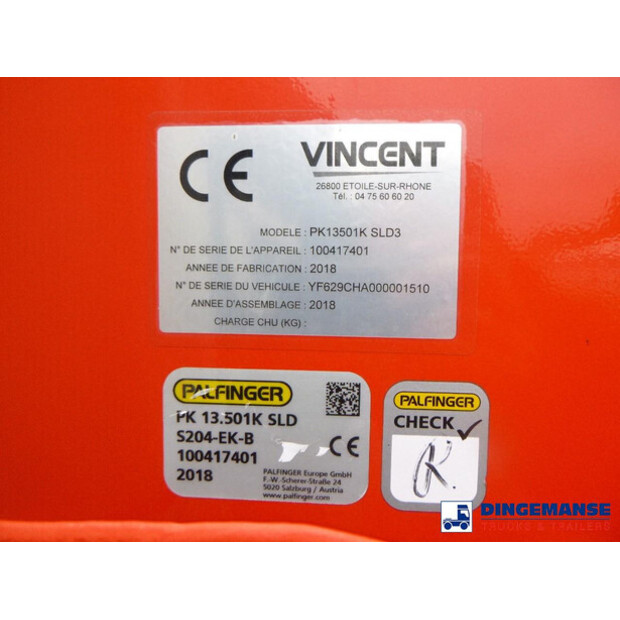 CE
VINCENT
26800 ETOILE-SUR-RHONE
Tél. : 04 75 60 60 20
MODELE : PK13501K SLD3
N° DE SERIE DE L'APPAREIL : 100417401
ANNEE DE FABRICATION : 2018
N° DE SERIE DU VEHICULE : YF629CHA000001510
ANNEE D'ASSEMBLAGE : 2018
CHARGE CHU (KG) :
PALFINGER
PK 13.501K SLD
S204-EK-B
100417401
2018
CE
PALFINGER Europe GmbH
F.-W.-Scherer-Straße 24
5020 Salzburg / Austria
www.palfinger.com
PALFINGER
CHECK
DINGEMANSE
TRUCKS & TRAILERS